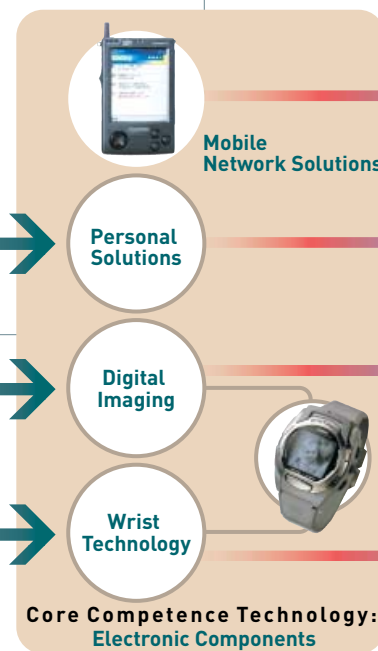 Mobile
Network Solutions
Personal
Solutions
Digital
Imaging
Wrist
Technology
Core Competence Technology:
Electronic Components